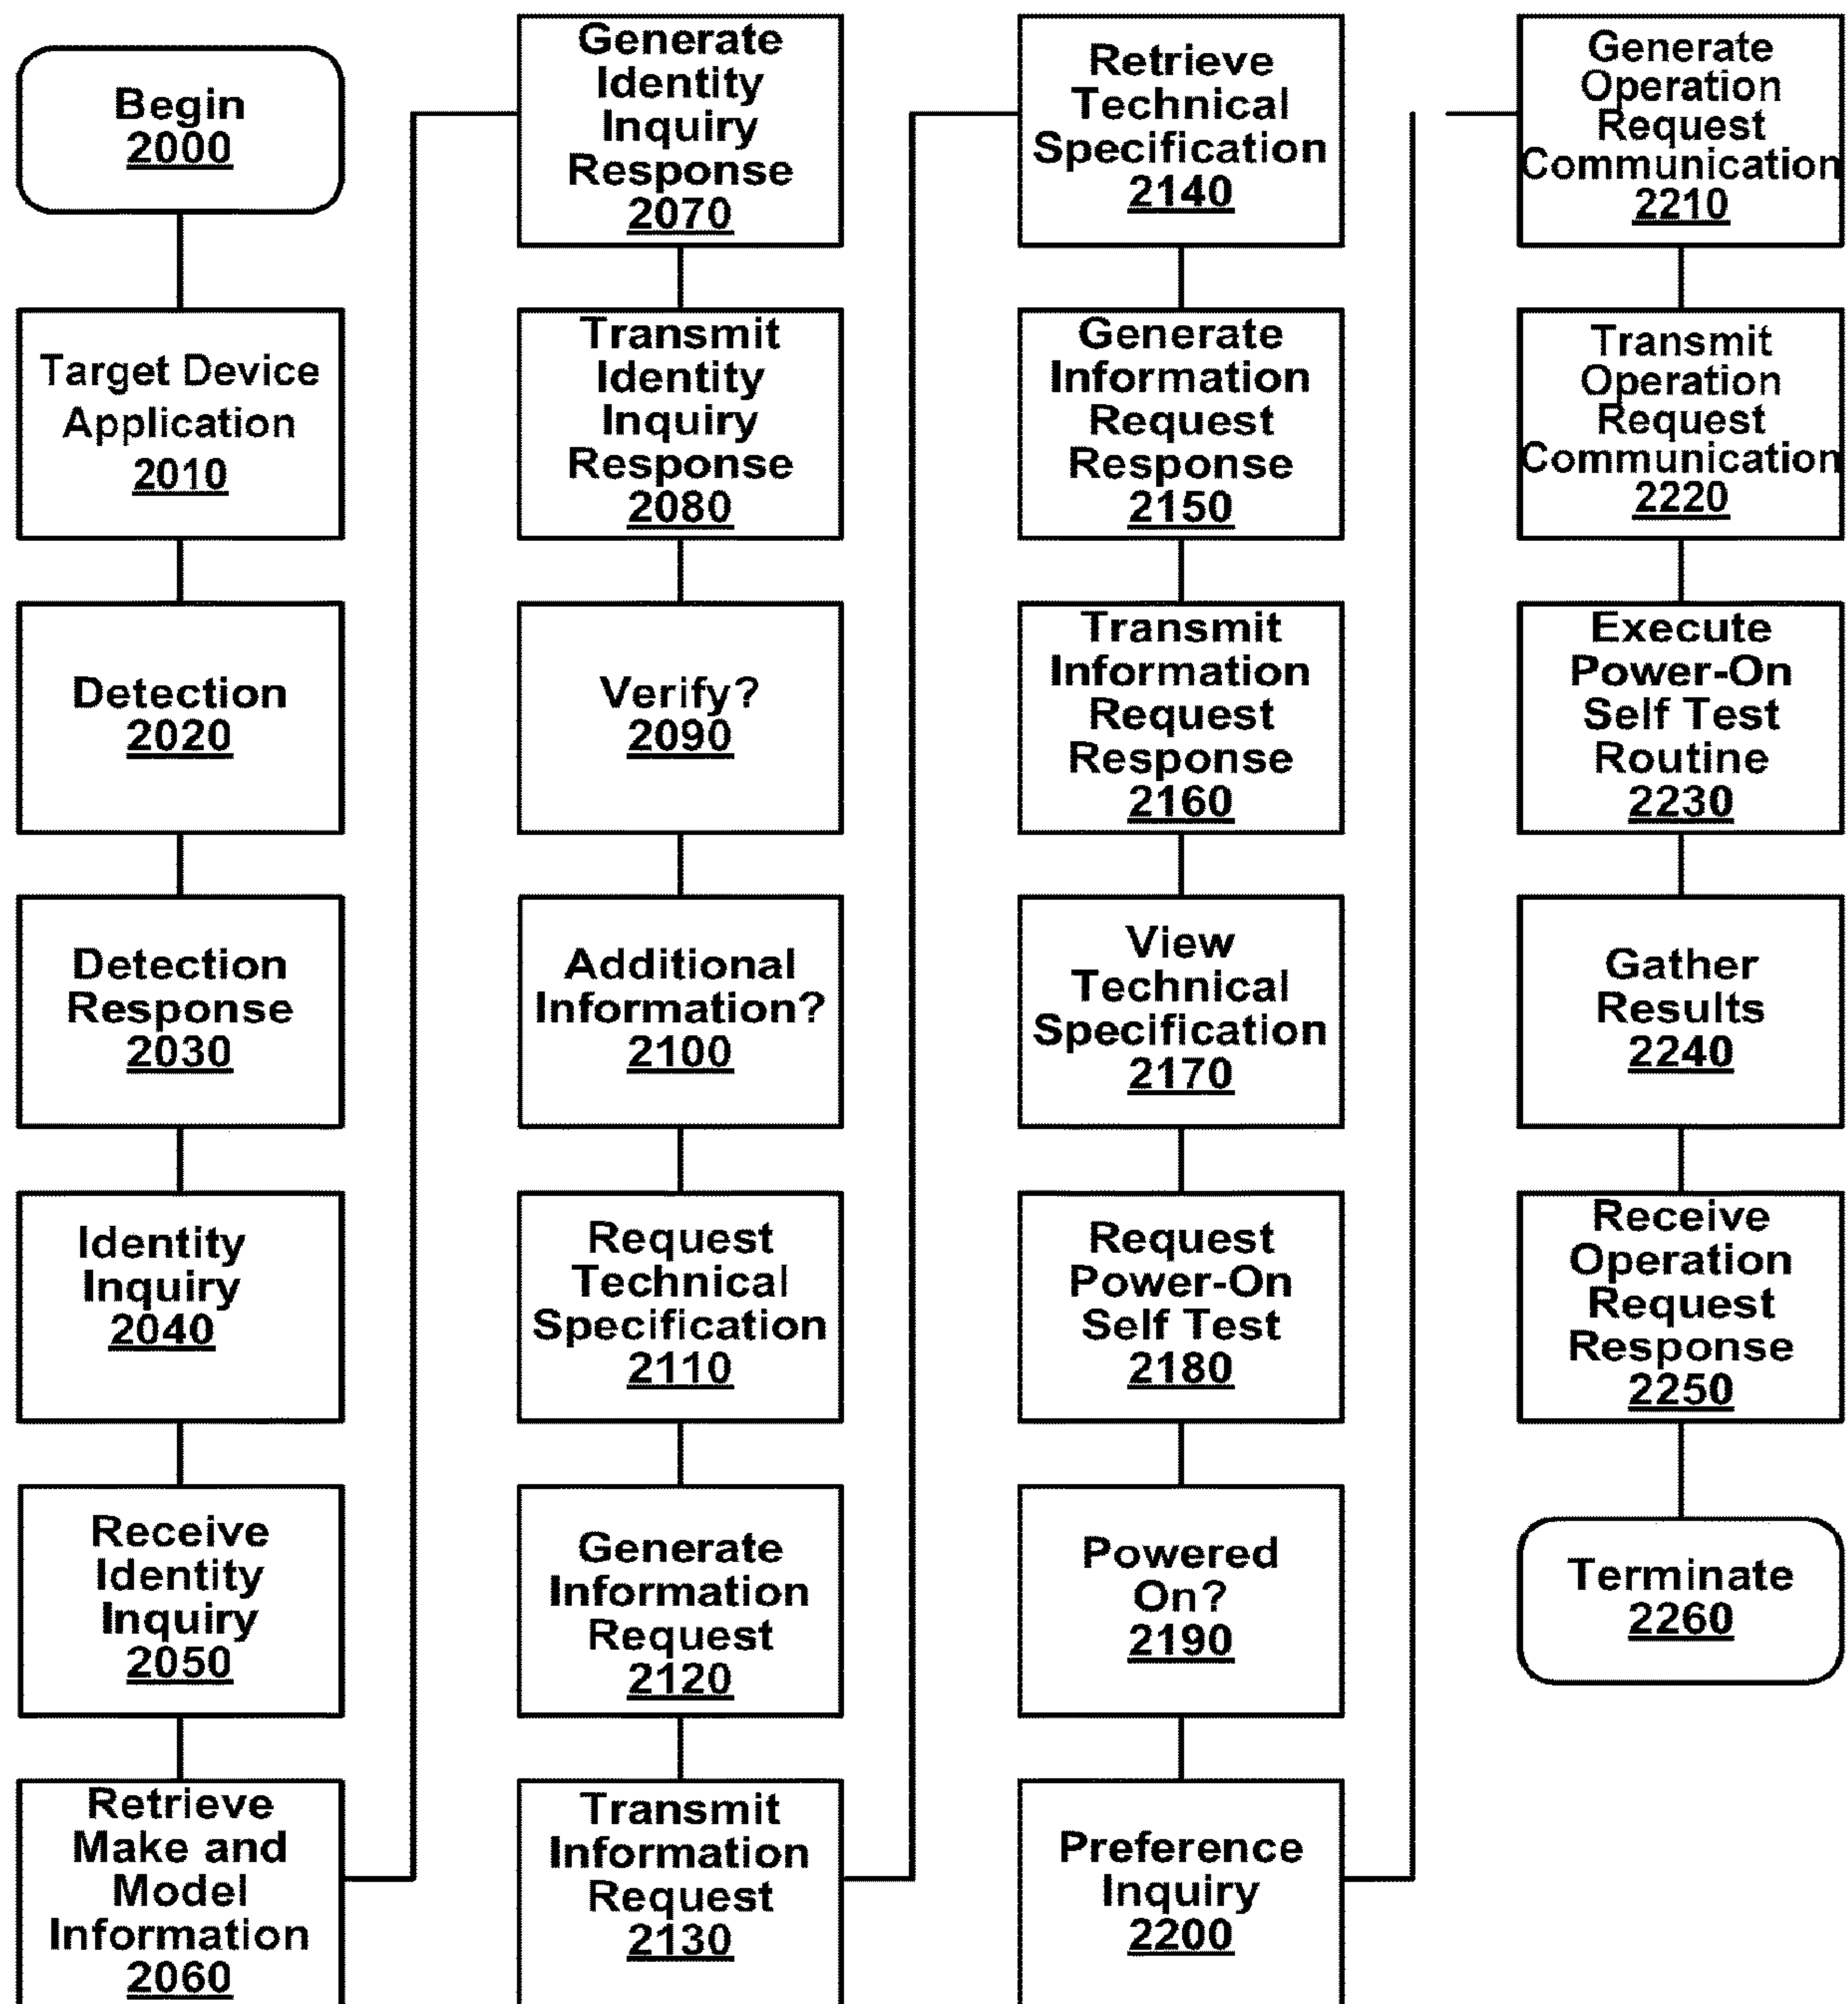 Begin
2000
Target Device
Application
2010
Detection
2020
Detection
Response
2030
Identity
Inquiry
2040
Receive
Identity
Inquiry
2050
Retrieve
Make and
Model
Information
2060
Generate
Identity
Inquiry
Response
2070
Transmit
Identity
Inquiry
Response
2080
Verify?
2090
Additional
Information?
2100
Request
Technical
Specification
2110
Generate
Information
Request
2120
Transmit
Information
Request
2130
Retrieve
Technical
Specification
2140
Generate
Information
Request
Response
2150
Transmit
Information
Request
Response
2160
View
Technical
Specification
2170
Request
Power-On
Self Test
2180
Powered
On?
2190
Preference
Inquiry
2200
Generate
Operation
Request
Communication
2210
Transmit
Operation
Request
Communication
2220
Execute
Power-On
Self Test
Routine
2230
Gather
Results
2240
Receive
Operation
Request
Response
2250
Terminate
2260